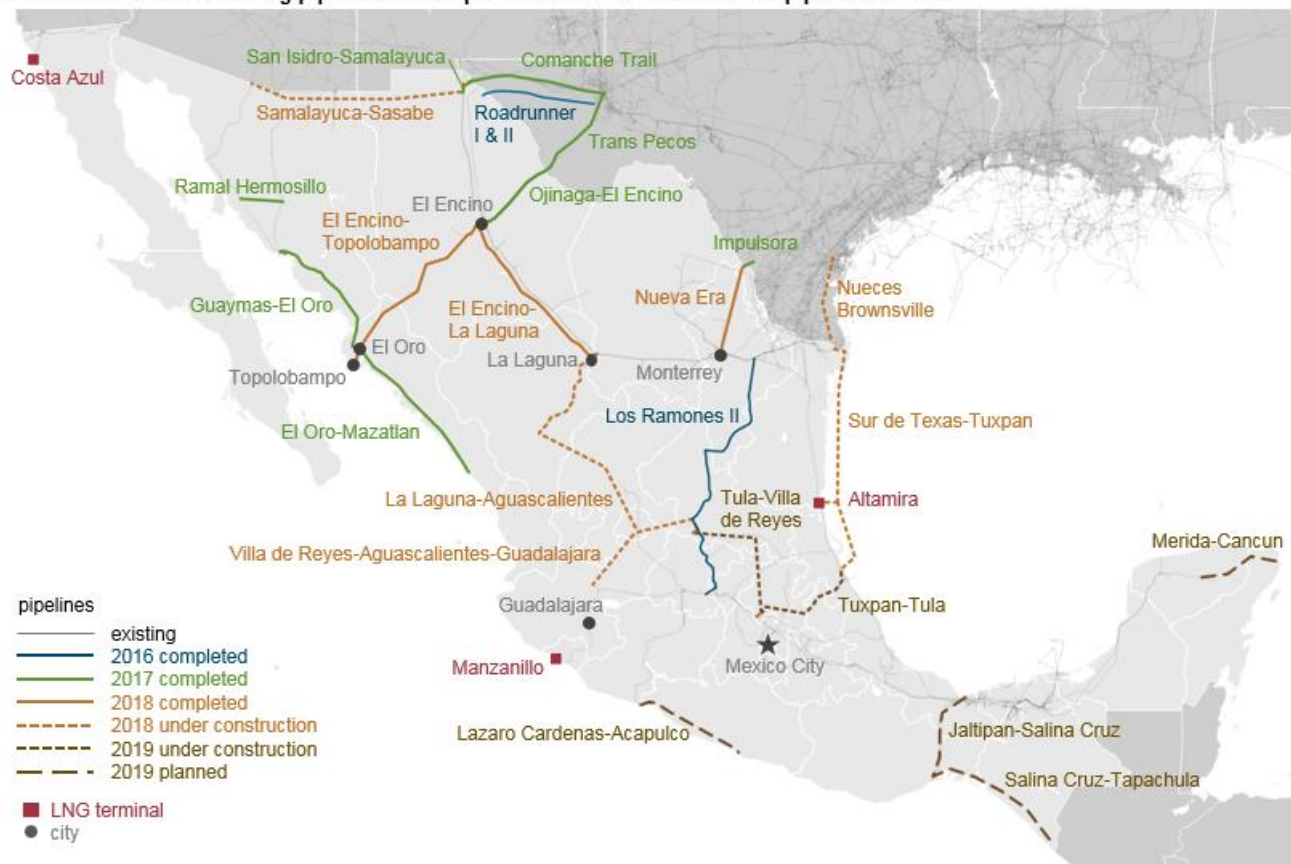 San Isidro-Samalayuca
Comanche Trail
Costa Azul
Samalayuca-Sasabe
Roadrunner
I & II
Trans Pecos
Ramal Hermosillo
El Encino
Ojinaga-El Encino
El Encino-
Topolobampo
Impulsora
Guaymas-El Oro
El Encino-
La Laguna
Nueva Era
Nueces
Brownsville
El Oro
La Laguna
Monterrey
Topolobampo
Los Ramones II
Sur de Texas-Tuxpan
El Oro-Mazatlan
La Laguna-Aguascalientes
Tula-Villa
de Reyes
Altamira
Villa de Reyes-Aguascalientes-Guadalajara
Merida-Cancun
Guadalajara
Tuxpan-Tula
Manzanillo
Mexico City
Lazaro Cardenas-Acapulco
Jaltipan-Salina Cruz
Salina Cruz-Tapachula
pipelines
existing
2016 completed
2017 completed
2018 completed
2018 under construction
2019 under construction
2019 planned
LNG terminal
city